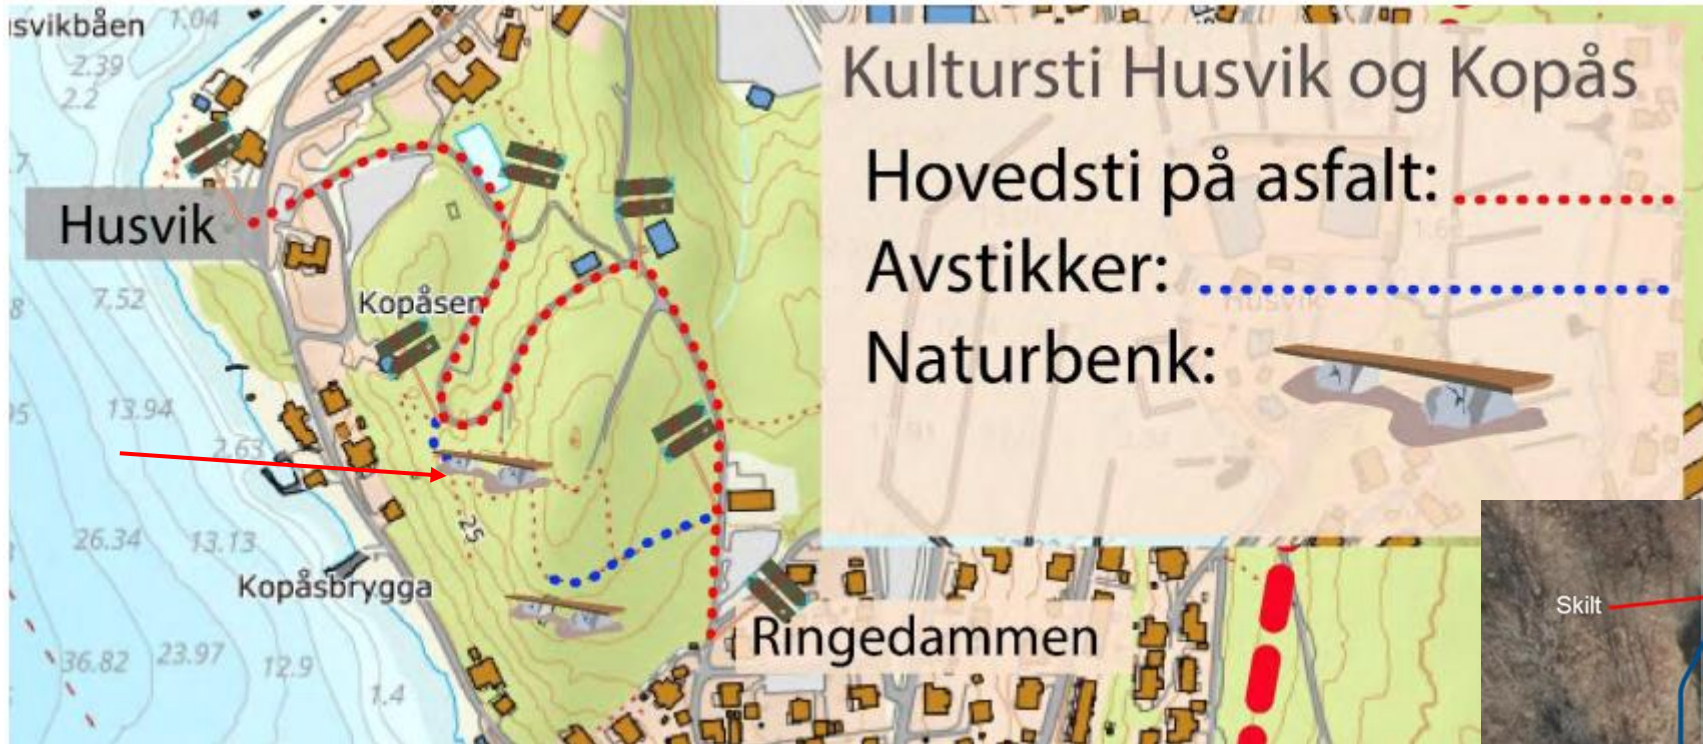 Kultursti Husvik og Kopås
Hovedsti på asfalt:
Avstikker:
Naturbenk:
svikbåen
1.04
2.39
2.2
Husvik
7.52
Kopåsen
13.94
2.63
25
26.34
13.13
Kopåsbrygga
36.82
23.97
12.9
1.4
Ringedammen
Husvik
Skilt